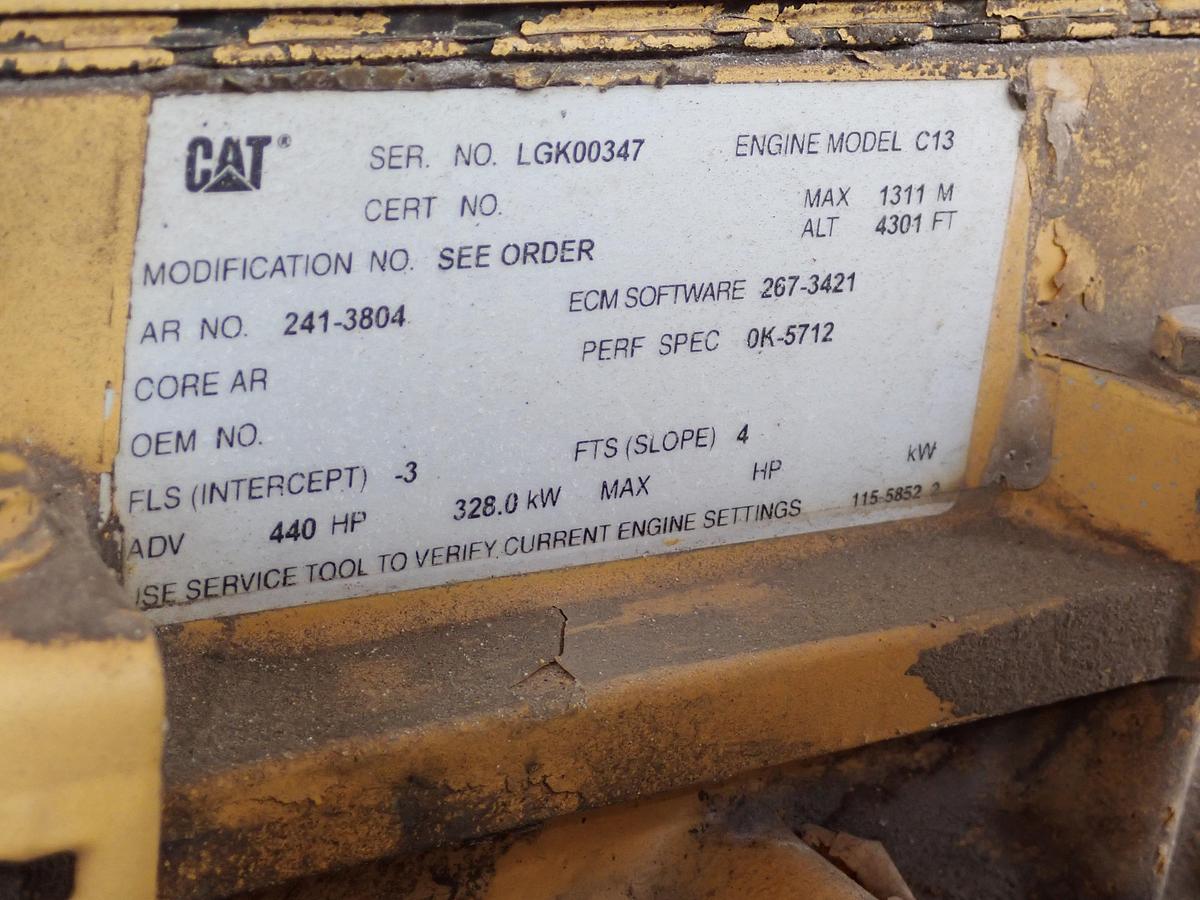 CAT® SER. NO. LGK00347 ENGINE MODEL C13
CERT NO. MAX 1311 M
ALT 4301 FT
MODIFICATION NO. SEE ORDER
AR NO. 241-3804 ECM SOFTWARE 267-3421
CORE AR PERF SPEC 0K-5712
OEM NO.
FLS (INTERCEPT) -3 FTS (SLOPE) 4
ADV 440 HP 328.0 kW MAX HP kW
SE SERVICE TOOL TO VERIFY CURRENT ENGINE SETTINGS 115-5852